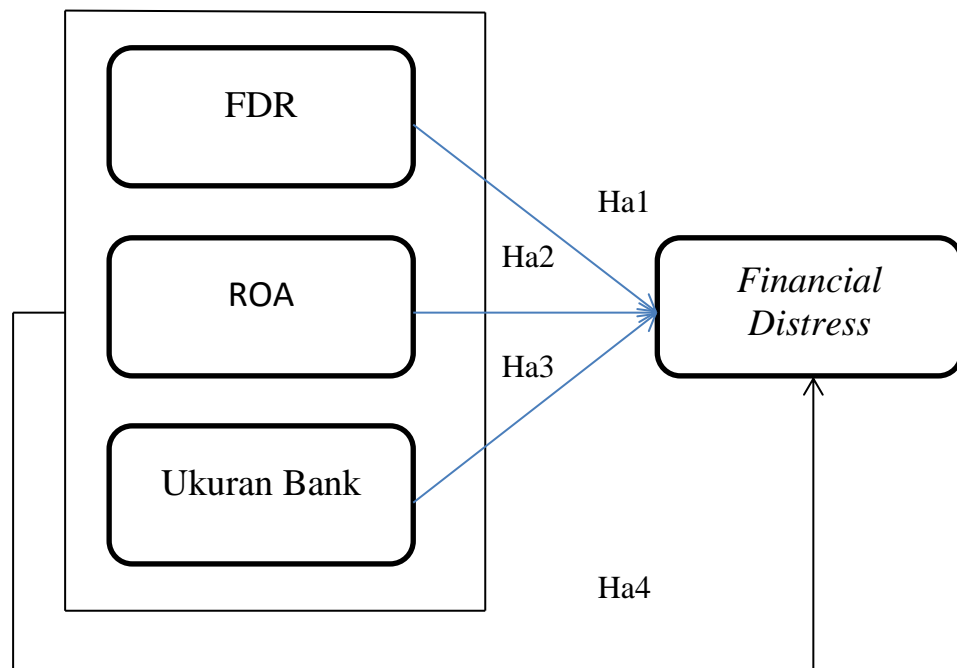 FDR
Ha1
Ha2
ROA
Financial
Distress
Ha3
Ukuran Bank
Ha4